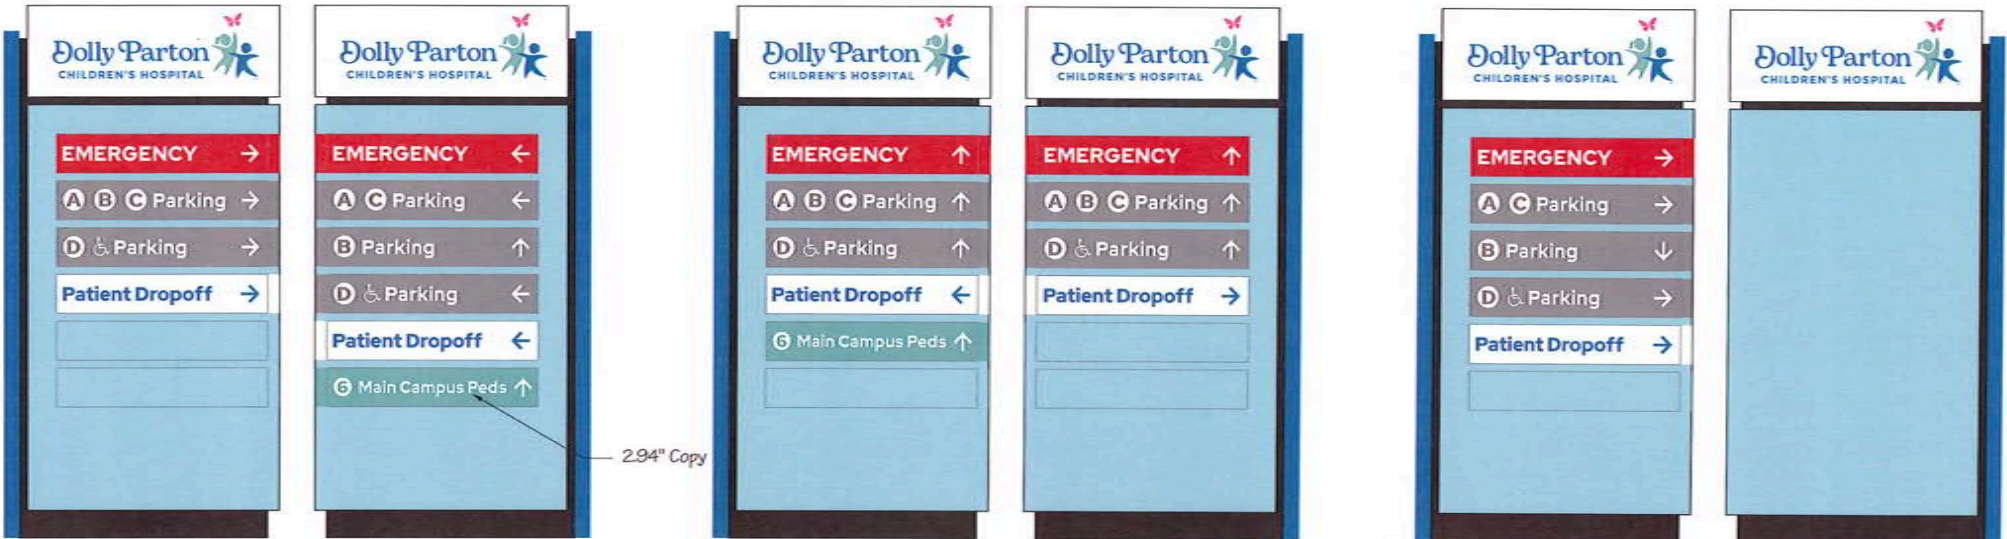 Dolly Parton
CHILDREN'S HOSPITAL
EMERGENCY →
A B C Parking →
D ♿ Parking →
Patient Dropoff →
Dolly Parton
CHILDREN'S HOSPITAL
EMERGENCY ←
A C Parking ←
B Parking ↑
D ♿ Parking ←
Patient Dropoff ←
6 Main Campus Peds ↑
2.94" Copy
Dolly Parton
CHILDREN'S HOSPITAL
EMERGENCY ↑
A B C Parking ↑
D ♿ Parking ↑
Patient Dropoff ←
6 Main Campus Peds ↑
Dolly Parton
CHILDREN'S HOSPITAL
EMERGENCY ↑
A B C Parking ↑
D ♿ Parking ↑
Patient Dropoff →
Dolly Parton
CHILDREN'S HOSPITAL
EMERGENCY →
A C Parking →
B Parking ↓
D ♿ Parking →
Patient Dropoff →
Dolly Parton
CHILDREN'S HOSPITAL